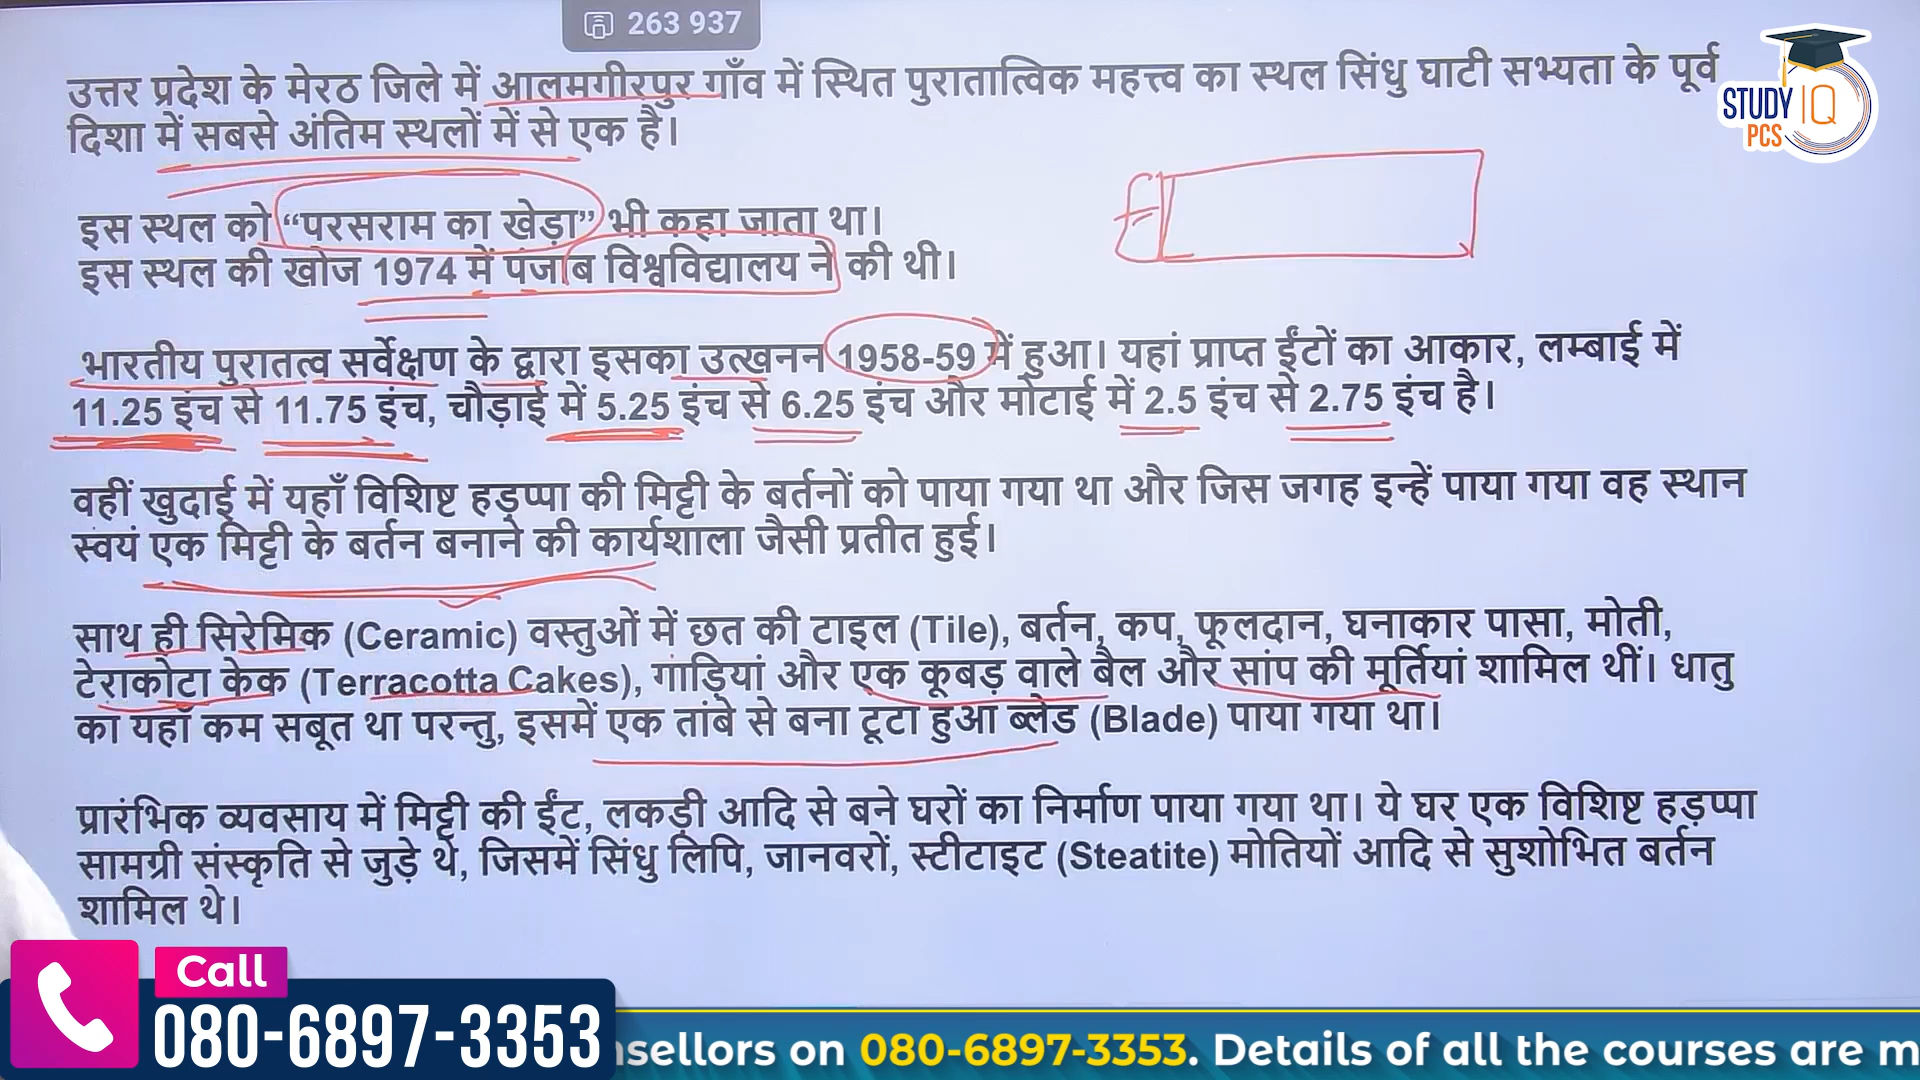 263 937
उत्तर प्रदेश के मेरठ जिले में आलमगीरपुर गाँव में स्थित पुरातात्विक महत्त्व का स्थल सिंधु घाटी सभ्यता के पूर्व
दिशा में सबसे अंतिम स्थलों में से एक है।
STUDY IQ
PCS
इस स्थल को “परसराम का खेड़ा” भी कहा जाता था।
इस स्थल की खोज 1974 में पंजाब विश्वविद्यालय ने की थी।
भारतीय पुरातत्व सर्वेक्षण के द्वारा इसका उत्खनन 1958-59 में हुआ। यहां प्राप्त ईंटों का आकार, लम्बाई में
11.25 इंच से 11.75 इंच, चौड़ाई में 5.25 इंच से 6.25 इंच और मोटाई में 2.5 इंच से 2.75 इंच है।
वहीं खुदाई में यहाँ विशिष्ट हड़प्पा की मिट्टी के बर्तनों को पाया गया था और जिस जगह इन्हें पाया गया वह स्थान
स्वयं एक मिट्टी के बर्तन बनाने की कार्यशाला जैसी प्रतीत हुई।
साथ ही सिरेमिक (Ceramic) वस्तुओं में छत की टाइल (Tile), बर्तन, कप, फूलदान, घनाकार पासा, मोती,
टेराकोटा केक (Terracotta Cakes), गाड़ियां और एक कूबड़ वाले बैल और सांप की मूर्तियां शामिल थीं। धातु
का यहाँ कम सबूत था परन्तु, इसमें एक तांबे से बना टूटा हुआ ब्लेड (Blade) पाया गया था।
प्रारंभिक व्यवसाय में मिट्टी की ईंट, लकड़ी आदि से बने घरों का निर्माण पाया गया था। ये घर एक विशिष्ट हड़प्पा
सामग्री संस्कृति से जुड़े थे, जिसमें सिंधु लिपि, जानवरों, स्टीटाइट (Steatite) मोतियों आदि से सुशोभित बर्तन
शामिल थे।
Call
080-6897-3353
nsellors on 080-6897-3353. Details of all the courses are m